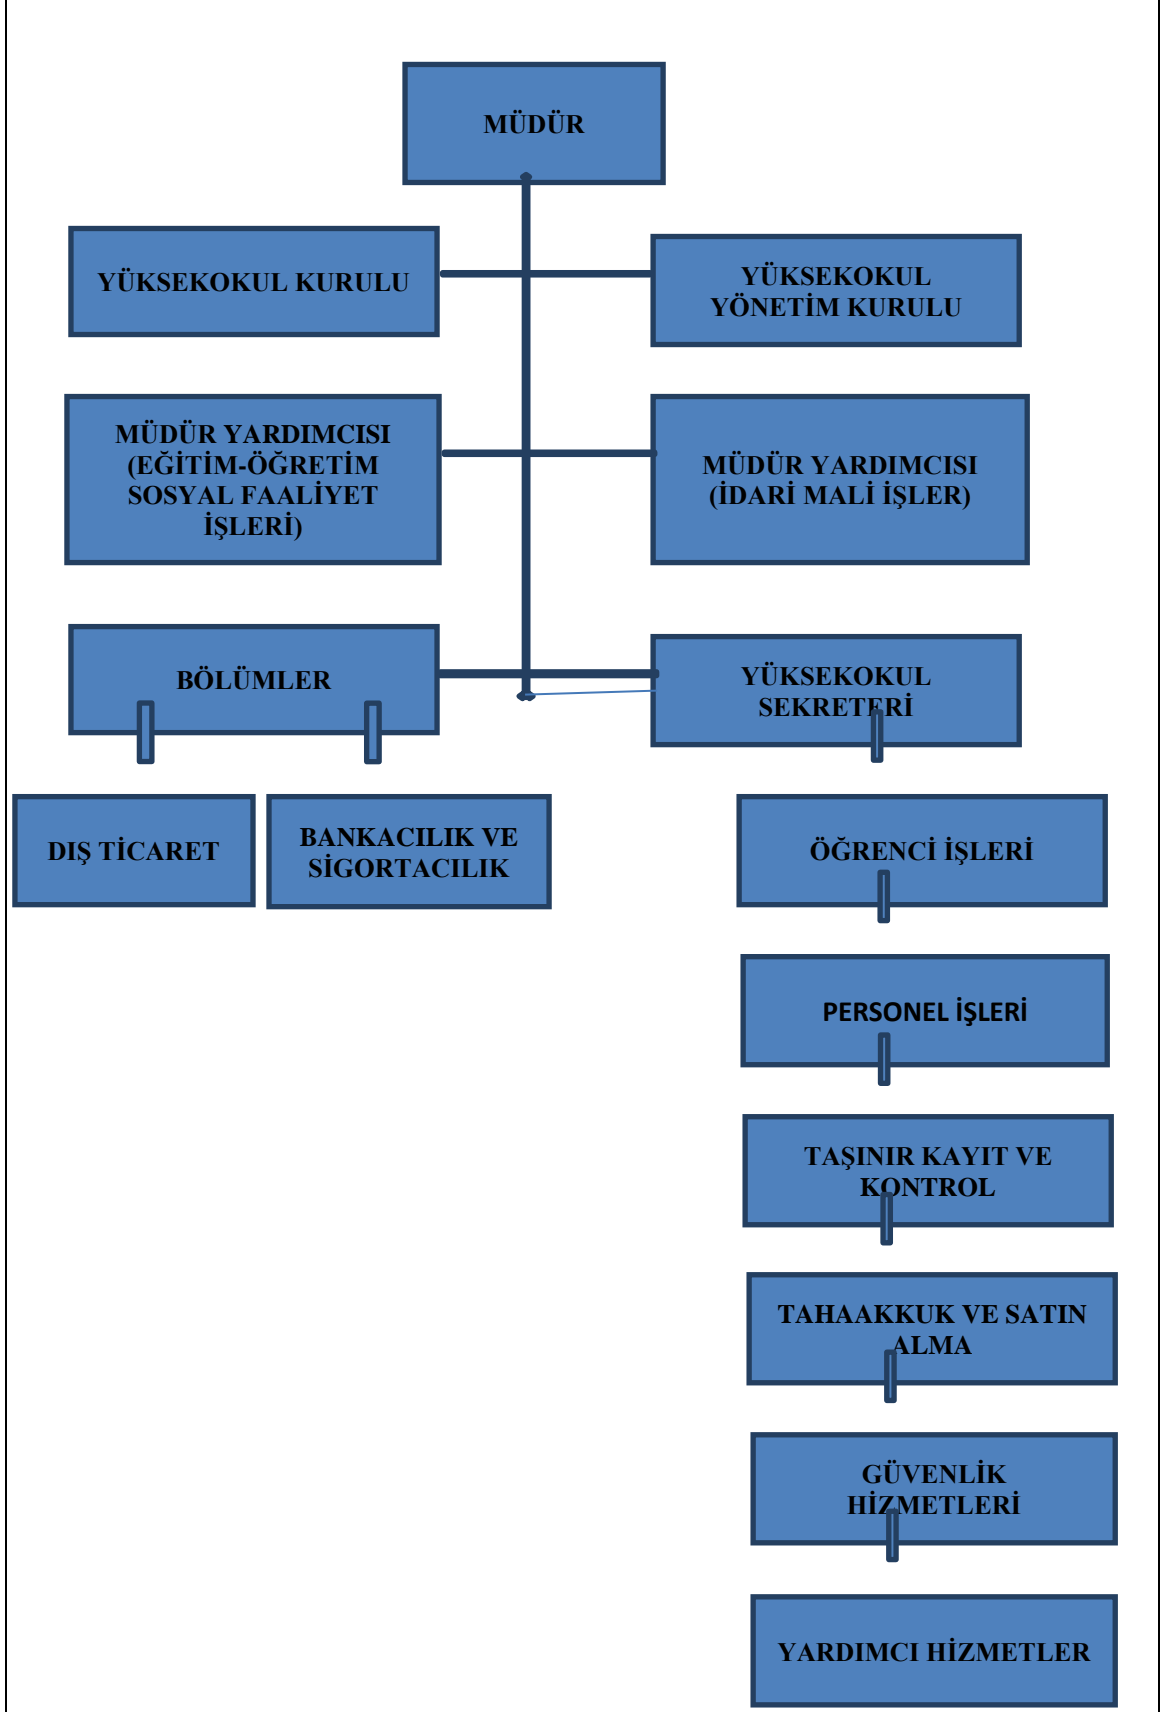 MÜDÜR
YÜKSEKOKUL KURULU
YÜKSEKOKUL
YÖNETİM KURULU
MÜDÜR YARDIMCISI
(EĞİTİM-ÖĞRETİM
SOSYAL FAALİYET
İŞLERİ)
MÜDÜR YARDIMCISI
(İDARİ MALİ İŞLER)
BÖLÜMLER
YÜKSEKOKUL
SEKRETERİ
DIŞ TİCARET
BANKACILIK VE
SİGORTACILIK
ÖĞRENCİ İŞLERİ
PERSONEL İŞLERİ
TAŞINIR KAYIT VE
KONTROL
TAHAAKKUK VE SATIN
ALMA
GÜVENLİK
HİZMETLERİ
YARDIMCI HİZMETLER